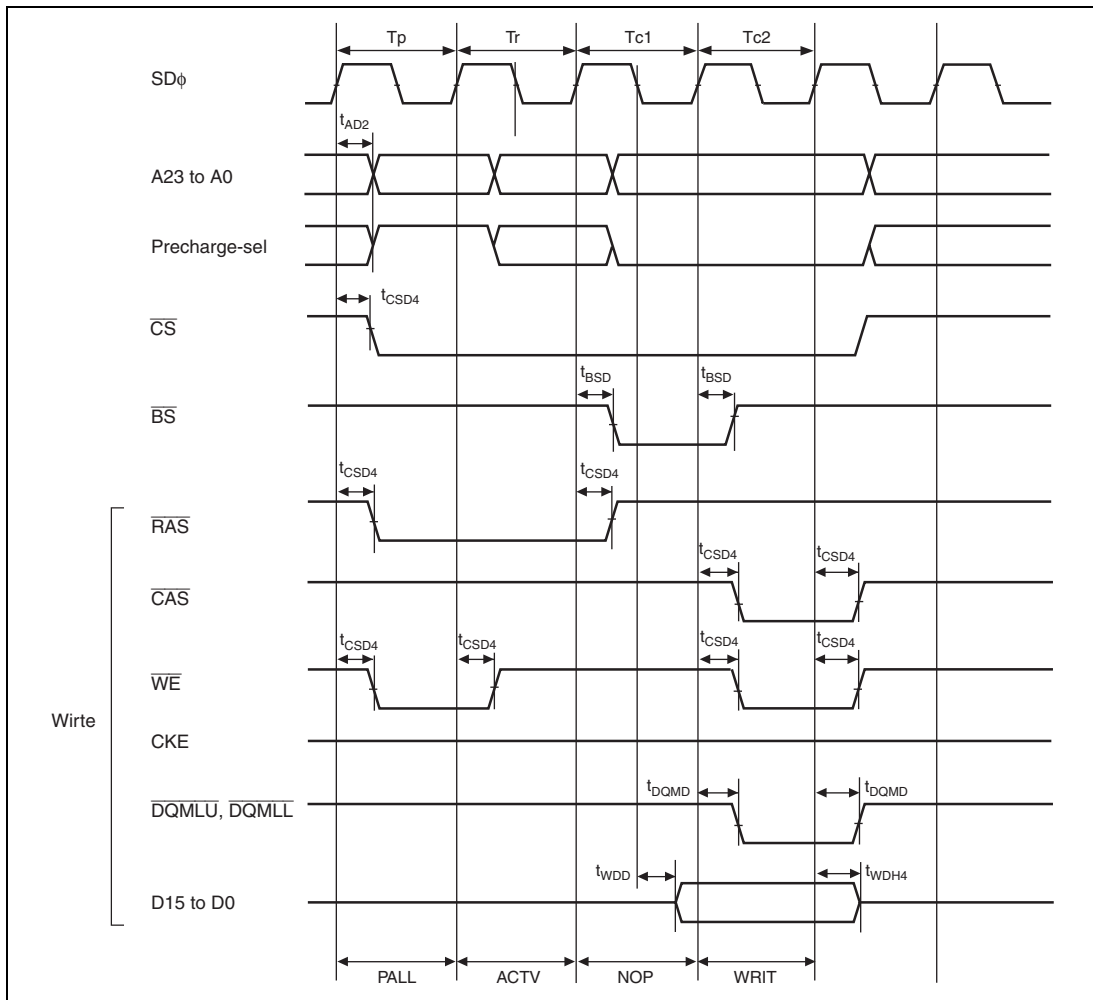 Tp Tr Tc1 Tc2
SDϕ
tAD2
A23 to A0
Precharge-sel
tCSD4
CS
tBSD tBSD
BS
tCSD4 tCSD4
RAS
tCSD4 tCSD4
CAS
tCSD4 tCSD4 tCSD4 tCSD4
WE
Wirte
CKE
tDQMD tDQMD
DQMLU, DQMLL
tWDD tWDH4
D15 to D0
PALL ACTV NOP WRIT